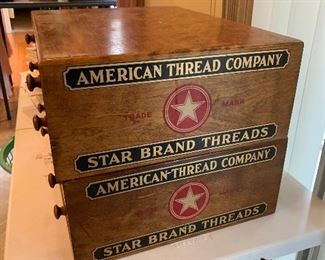 AMERICAN THREAD COMPANY
TRADE MARK
STAR BRAND THREADS
AMERICAN THREAD COMPANY
STAR BRAND THREADS